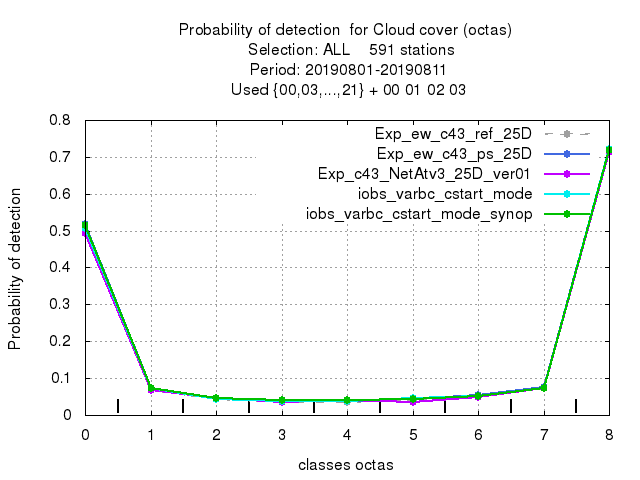 Probability of detection  for Cloud cover (octas)
Selection: ALL    591 stations
Period: 20190801-20190811
Used {00,03,...,21} + 00 01 02 03
Exp_ew_c43_ref_25D
Exp_ew_c43_ps_25D
Exp_c43_NetAtv3_25D_ver01
iobs_varbc_cstart_mode
iobs_varbc_cstart_mode_synop
Probability of detection
0.8
0.7
0.6
0.5
0.4
0.3
0.2
0.1
0
0 1 2 3 4 5 6 7 8
classes octas